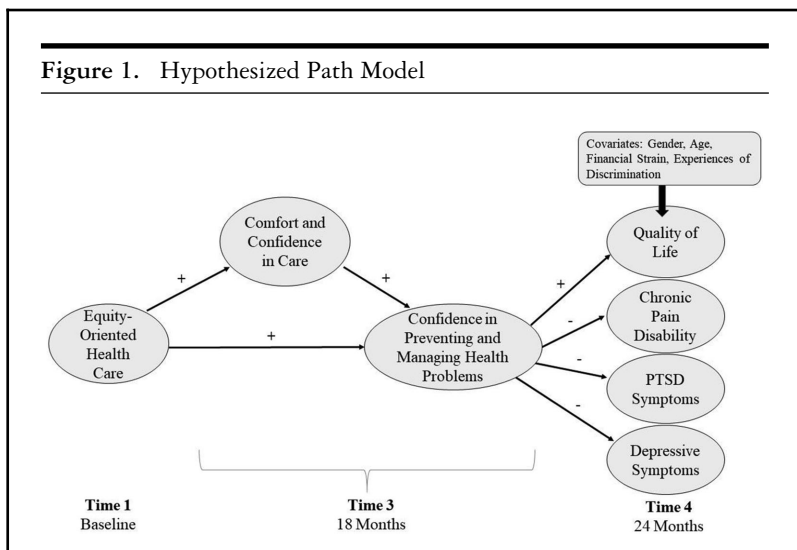 Figure 1. Hypothesized Path Model
Covariates: Gender, Age,
Financial Strain, Experiences of
Discrimination
Comfort and
Confidence
in Care
Quality of
Life
+
+
+
Equity-
Oriented
Health
Care
+
Confidence in
Preventing and
Managing Health
Problems
-
Chronic
Pain
Disability
-
PTSD
Symptoms
-
Depressive
Symptoms
Time 1
Baseline
Time 3
18 Months
Time 4
24 Months